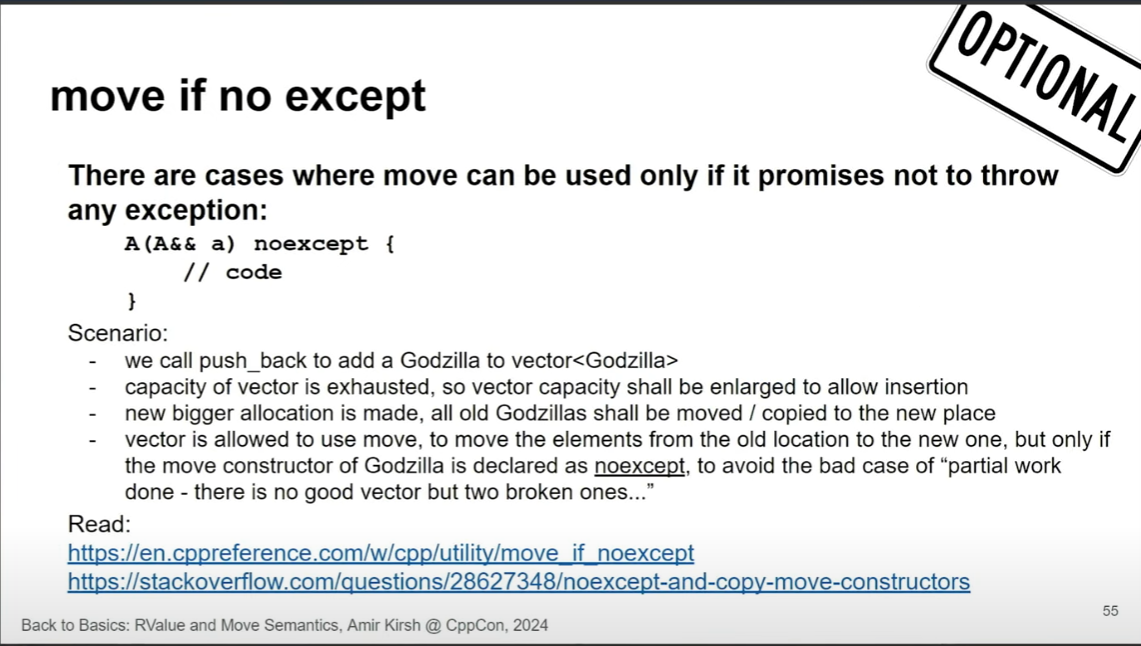 OPTIONAL
move if no except
There are cases where move can be used only if it promises not to throw
any exception:
A(A&& a) noexcept {
// code
}
Scenario:
- we call push_back to add a Godzilla to vector<Godzilla>
- capacity of vector is exhausted, so vector capacity shall be enlarged to allow insertion
- new bigger allocation is made, all old Godzillas shall be moved / copied to the new place
- vector is allowed to use move, to move the elements from the old location to the new one, but only if
the move constructor of Godzilla is declared as noexcept, to avoid the bad case of “partial work
done - there is no good vector but two broken ones...”
Read:
https://en.cppreference.com/w/cpp/utility/move_if_noexcept
https://stackoverflow.com/questions/28627348/noexcept-and-copy-move-constructors
55
Back to Basics: RValue and Move Semantics, Amir Kirsh @ CppCon, 2024